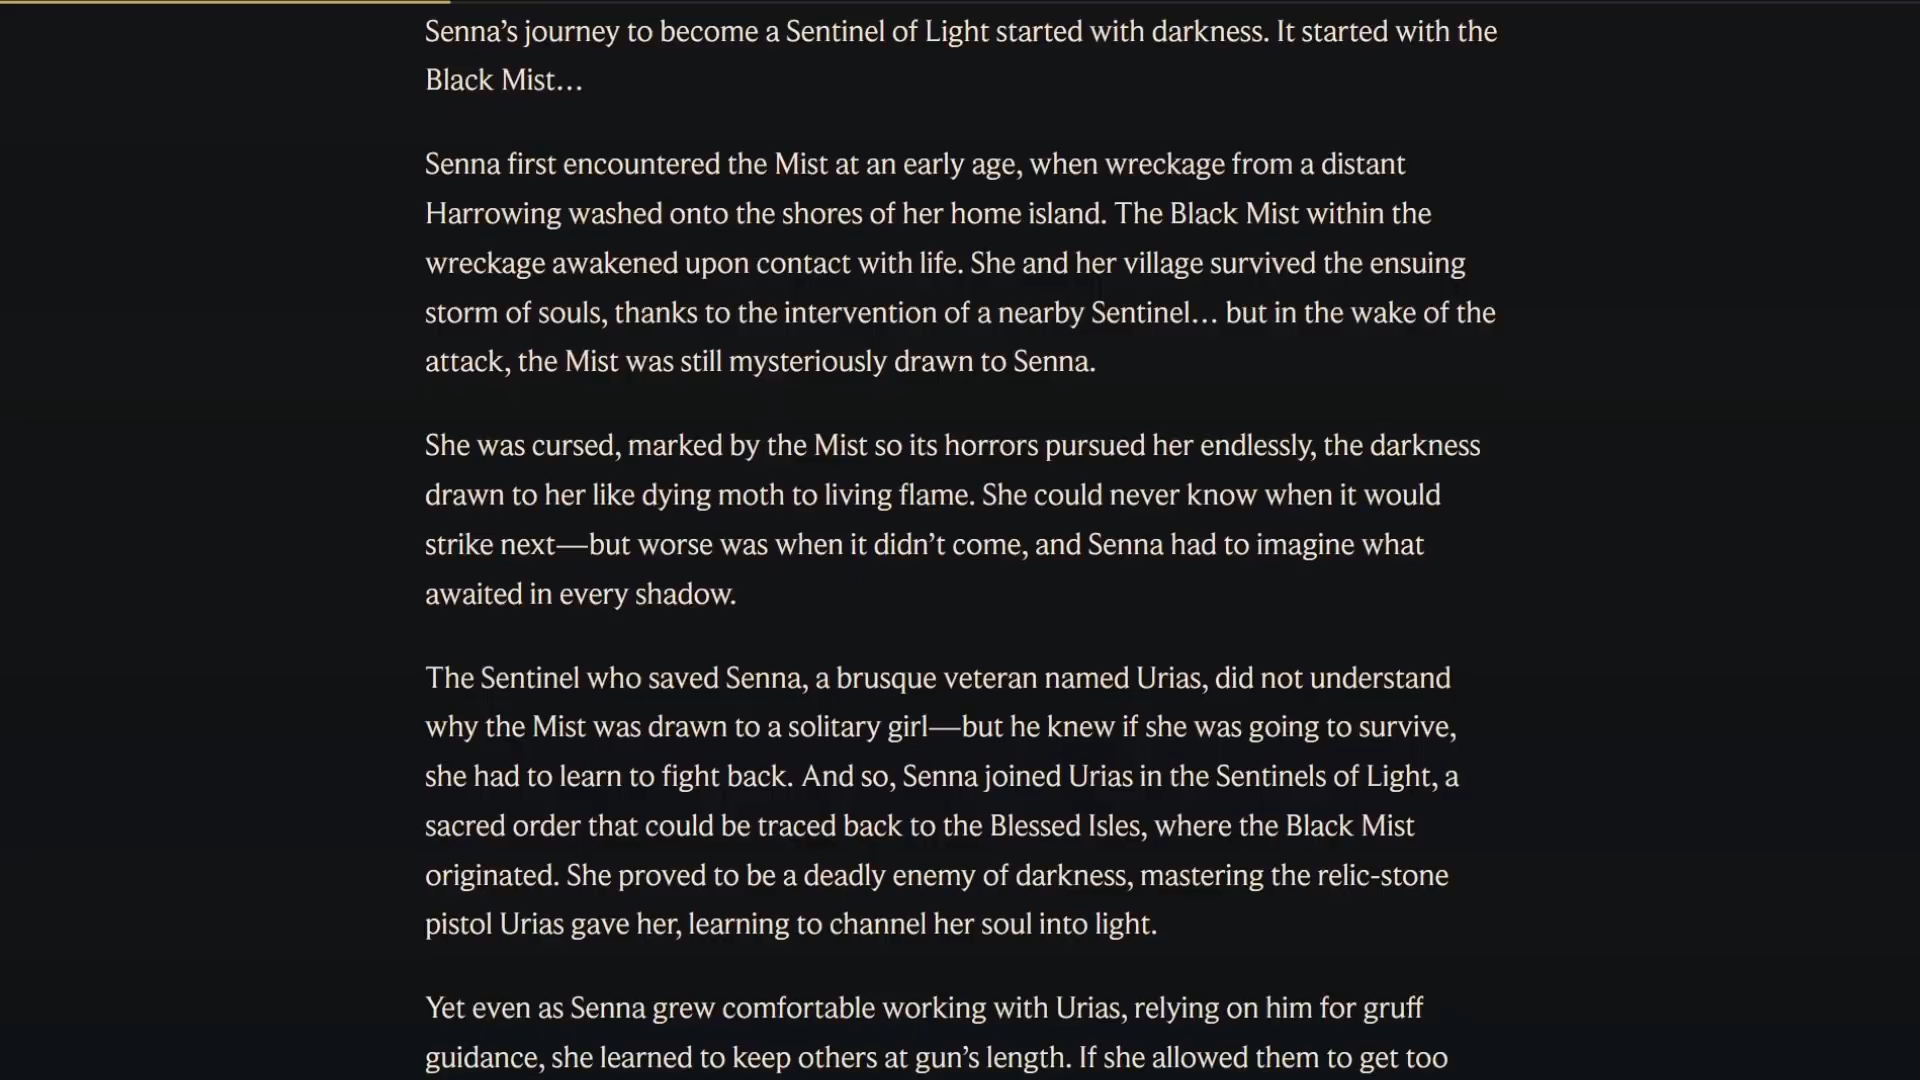 Senna’s journey to become a Sentinel of Light started with darkness. It started with the
Black Mist…
Senna first encountered the Mist at an early age, when wreckage from a distant
Harrowing washed onto the shores of her home island. The Black Mist within the
wreckage awakened upon contact with life. She and her village survived the ensuing
storm of souls, thanks to the intervention of a nearby Sentinel… but in the wake of the
attack, the Mist was still mysteriously drawn to Senna.
She was cursed, marked by the Mist so its horrors pursued her endlessly, the darkness
drawn to her like dying moth to living flame. She could never know when it would
strike next—but worse was when it didn’t come, and Senna had to imagine what
awaited in every shadow.
The Sentinel who saved Senna, a brusque veteran named Urias, did not understand
why the Mist was drawn to a solitary girl—but he knew if she was going to survive,
she had to learn to fight back. And so, Senna joined Urias in the Sentinels of Light, a
sacred order that could be traced back to the Blessed Isles, where the Black Mist
originated. She proved to be a deadly enemy of darkness, mastering the relic-stone
pistol Urias gave her, learning to channel her soul into light.
Yet even as Senna grew comfortable working with Urias, relying on him for gruff
guidance, she learned to keep others at gun’s length. If she allowed them to get too